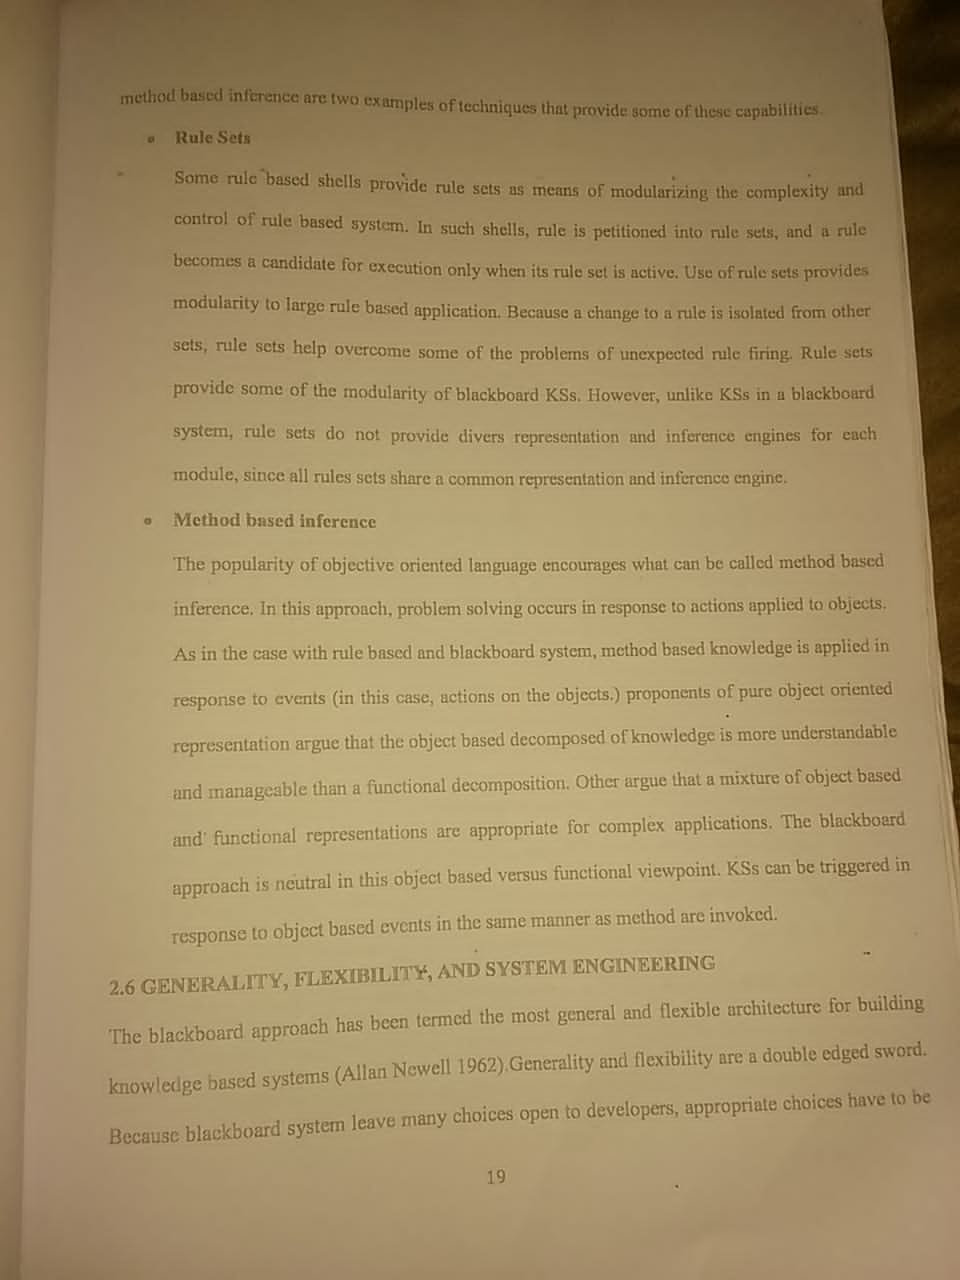 method based inference are two examples of techniques that provide some of these capabilities.
• Rule Sets
Some rule based shells provide rule sets as means of modularizing the complexity and
control of rule based system. In such shells, rule is petitioned into rule sets, and a rule
becomes a candidate for execution only when its rule set is active. Use of rule sets provides
modularity to large rule based application. Because a change to a rule is isolated from other
sets, rule sets help overcome some of the problems of unexpected rule firing. Rule sets
provide some of the modularity of blackboard KSs. However, unlike KSs in a blackboard
system, rule sets do not provide divers representation and inference engines for each
module, since all rules sets share a common representation and inference engine.
• Method based inference
The popularity of objective oriented language encourages what can be called method based
inference. In this approach, problem solving occurs in response to actions applied to objects.
As in the case with rule based and blackboard system, method based knowledge is applied in
response to events (in this case, actions on the objects.) proponents of pure object oriented
representation argue that the object based decomposed of knowledge is more understandable
and manageable than a functional decomposition. Other argue that a mixture of object based
and functional representations are appropriate for complex applications. The blackboard
approach is neutral in this object based versus functional viewpoint. KSs can be triggered in
response to object based events in the same manner as method are invoked.
2.6 GENERALITY, FLEXIBILITY, AND SYSTEM ENGINEERING
The blackboard approach has been termed the most general and flexible architecture for building
knowledge based systems (Allan Newell 1962).Generality and flexibility are a double edged sword.
Because blackboard system leave many choices open to developers, appropriate choices have to be
19